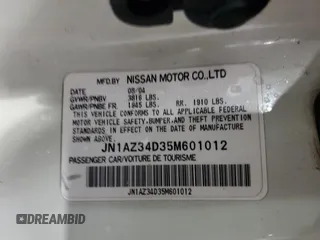 MFD.BY NISSAN MOTOR CO.,LTD
DATE 08/04
GVWR/PNBV 3816 LBS.
GAWR/PNBE FR 1945 LBS. RR. 1910 LBS.
THIS VEHICLE CONFORMS TO ALL APPLICABLE FEDERAL
MOTOR VEHICLE SAFETY,BUMPER,AND THEFT PREVENTION
STANDARDS IN EFFECT ON THE DATE OF MANUFACTURE
SHOWN ABOVE.
JN1AZ34D35M601012
PASSENGER CAR/VOITURE DE TOURISME
JN1AZ34D35M601012
DREAMBID